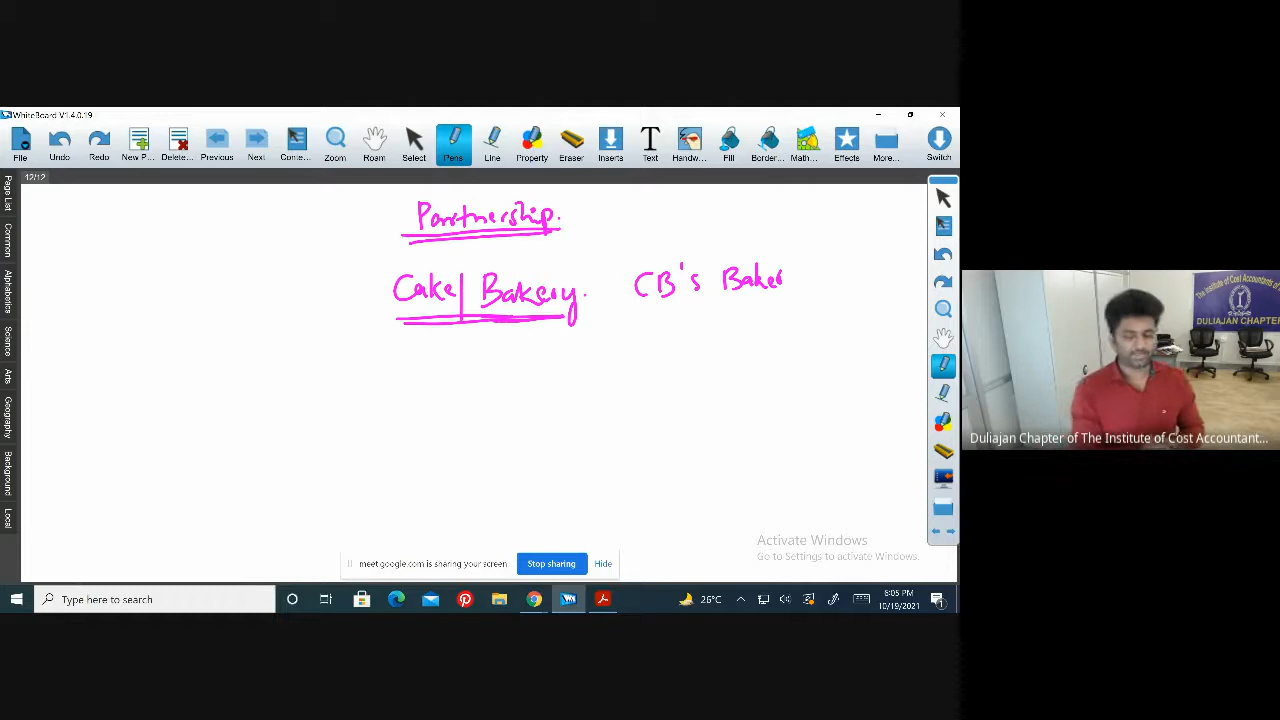 WhiteBoard V1.4.0.19
File Undo Redo New P... Delete... Previous Next Conte... Zoom Roam Select Pens Line Property Eraser Inserts Text Handw... Fill Border... Math... Effects More... Switch
12/12
Page List
Common
Alphabetics
Science
Arts
Geography
Background
Local
Partnership.
Cake| Bakery. CB's Baker
The Institute of Cost Accountants of
DULIAJAN CHAPTER
Duliajan Chapter of The Institute of Cost Accountant...
Activate Windows
Go to Settings to activate Windows.
meet.google.com is sharing your screen. Stop sharing Hide
Type here to search
26°C
6:05 PM
10/19/2021
1